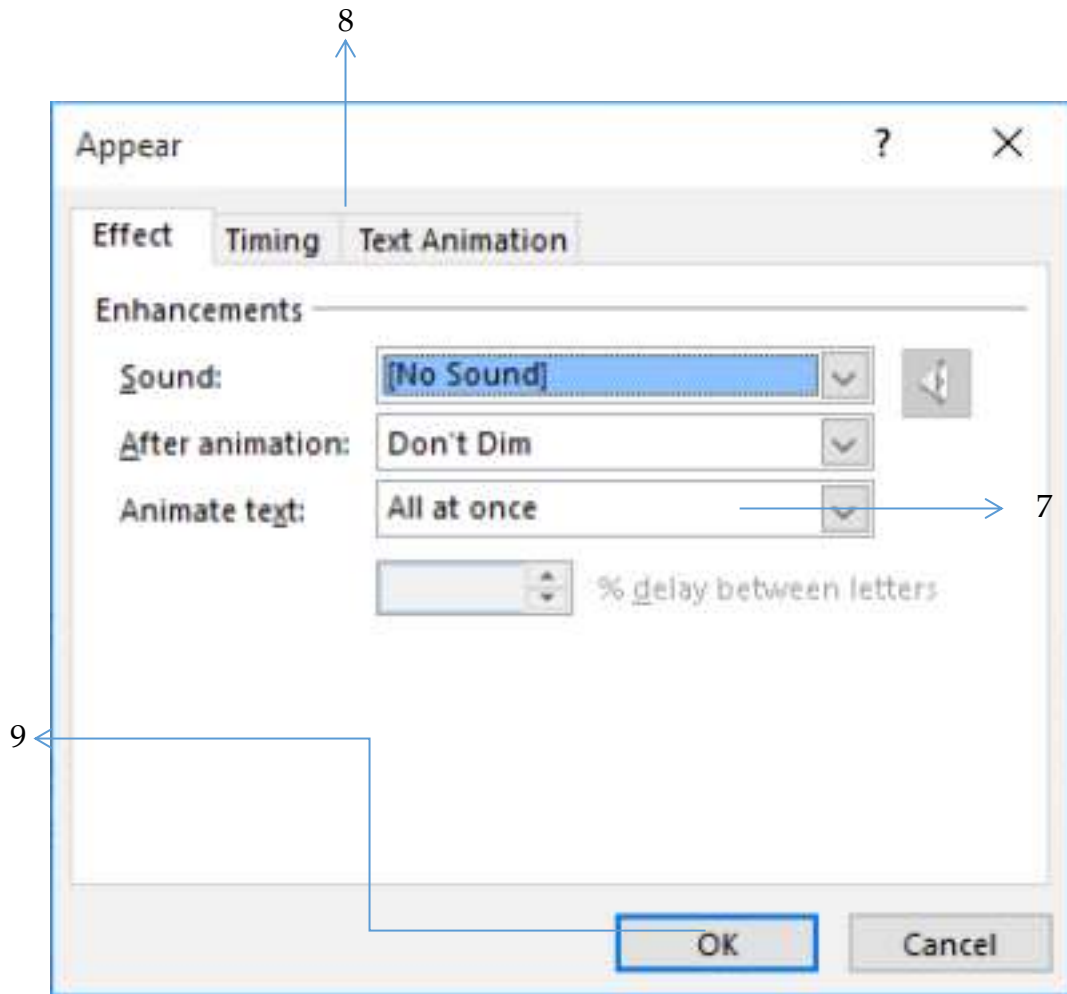 8
Appear ?
Effect Timing Text Animation
Enhancements
Sound: [No Sound]
After animation: Don't Dim
Animate text: All at once 7
% delay between letters
9
OK Cancel